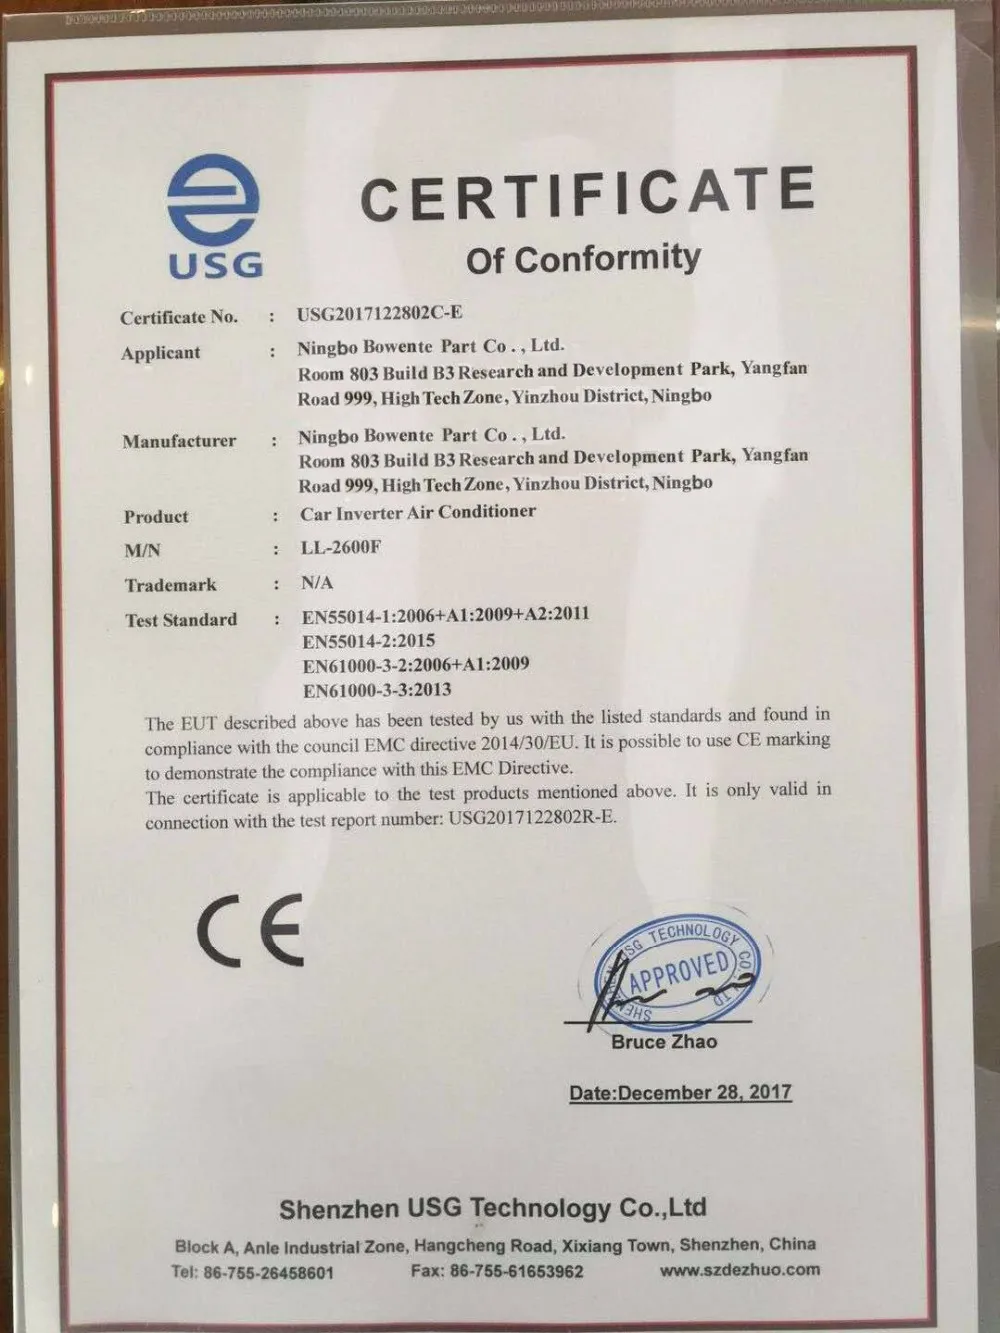 USG
CERTIFICATE
Of Conformity
Certificate No. : USG2017122802C-E
Applicant : Ningbo Bowente Part Co . , Ltd.
Room 803 Build B3 Research and Development Park, Yangfan
Road 999, High Tech Zone, Yinzhou District, Ningbo
Manufacturer : Ningbo Bowente Part Co . , Ltd.
Room 803 Build B3 Research and Development Park, Yangfan
Road 999, High Tech Zone, Yinzhou District, Ningbo
Product : Car Inverter Air Conditioner
M/N : LL-2600F
Trademark : N/A
Test Standard : EN55014-1:2006+A1:2009+A2:2011
EN55014-2:2015
EN61000-3-2:2006+A1:2009
EN61000-3-3:2013
The EUT described above has been tested by us with the listed standards and found in
compliance with the council EMC directive 2014/30/EU. It is possible to use CE marking
to demonstrate the compliance with this EMC Directive.
The certificate is applicable to the test products mentioned above. It is only valid in
connection with the test report number: USG2017122802R-E.
CE
SHENZHEN USG TECHNOLOGY CO., LTD
APPROVED
Bruce Zhao
Date:December 28, 2017
Shenzhen USG Technology Co.,Ltd
Block A, Anle Industrial Zone, Hangcheng Road, Xixiang Town, Shenzhen, China
Tel: 86-755-26458601 Fax: 86-755-61653962 www.szdezhuo.com